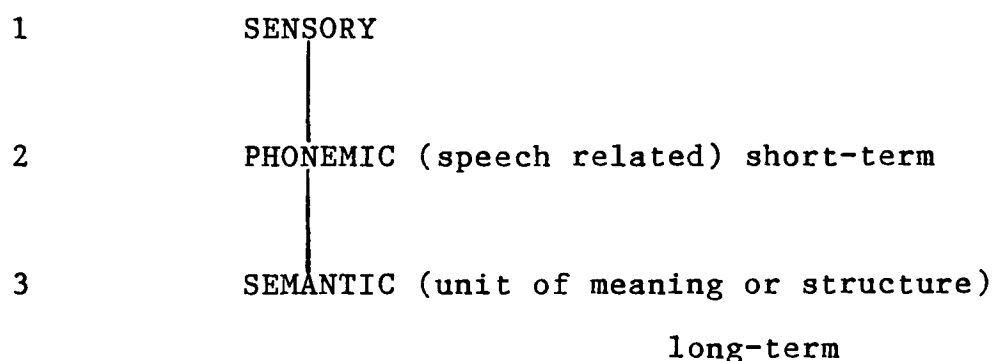 1 SENSORY
2 PHONEMIC (speech related) short-term
3 SEMANTIC (unit of meaning or structure)
long-term